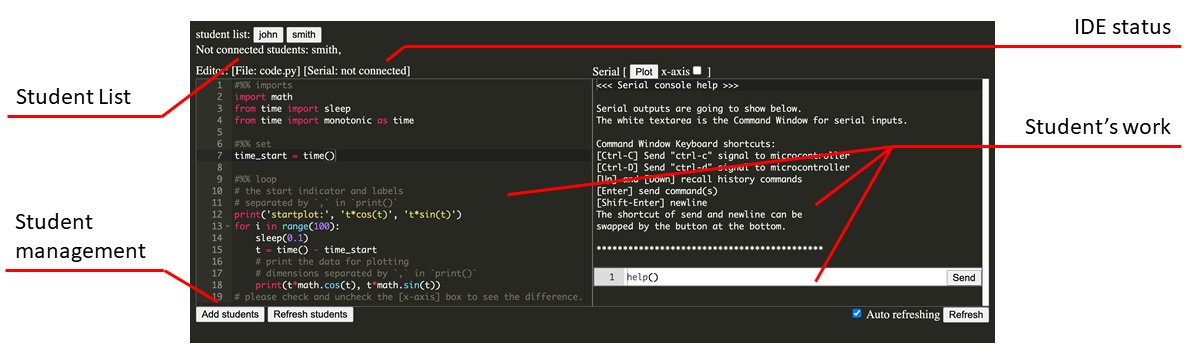 IDE status
Student List
Student's work
Student
management
student list: john smith
Not connected students: smith,
Editor: [File: code.py] [Serial: not connected]
1 #%% imports
2 import math
3 from time import sleep
4 from time import monotonic as time
5
6 #%% set
7 time_start = time()
8
9 #%% loop
10 # the start indicator and labels
11 # separated by `,` in `print()`
12 print('startplot:', 't*cos(t)', 't*sin(t)')
13 for i in range(100):
14 sleep(0.1)
15 t = time() - time_start
16 # print the data for plotting
17 # dimensions separated by `,` in `print()`
18 print(t*math.cos(t), t*math.sin(t))
19 # please check and uncheck the [x-axis] box to see the difference.
Add students Refresh students
Serial [ Plot x-axis ]
<<< Serial console help >>>
Serial outputs are going to show below.
The white textarea is the Command Window for serial inputs.
Command Window Keyboard shortcuts:
[Ctrl-C] Send "ctrl-c" signal to microcontroller
[Ctrl-D] Send "ctrl-d" signal to microcontroller
[Up] and [Down] recall history commands
[Enter] send command(s)
[Shift-Enter] newline
The shortcut of send and newline can be
swapped by the button at the bottom.
********************************************
1 help() Send
Auto refreshing Refresh